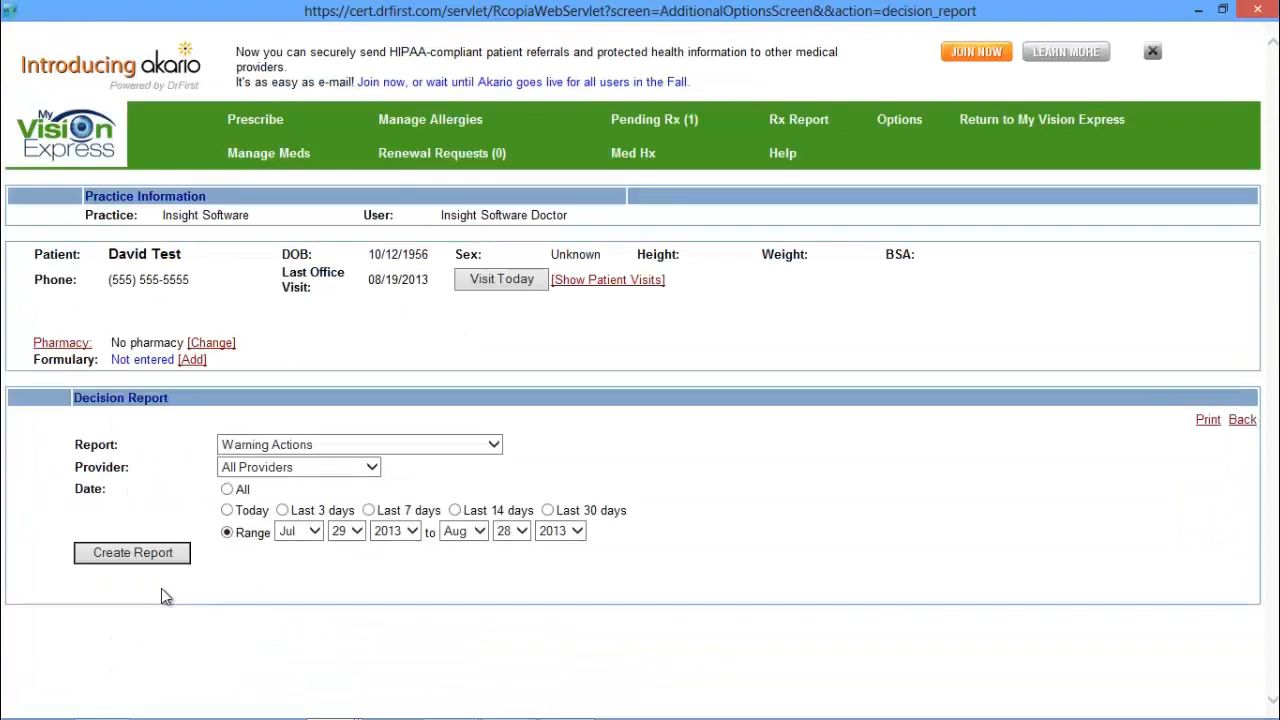 https://cert.drfirst.com/servlet/RcopiaWebServlet?screen=AdditionalOptionsScreen&&action=decision_report
Introducing akario
Powered by DrFirst
Now you can securely send HIPAA-compliant patient referrals and protected health information to other medical
providers.
It's as easy as e-mail! Join now, or wait until Akario goes live for all users in the Fall.
JOIN NOW LEARN MORE
My
Vision
Express
Prescribe Manage Allergies Pending Rx (1) Rx Report Options Return to My Vision Express
Manage Meds Renewal Requests (0) Med Hx Help
Practice Information
Practice: Insight Software User: Insight Software Doctor
Patient: David Test DOB: 10/12/1956 Sex: Unknown Height: Weight: BSA:
Phone: (555) 555-5555 Last Office Visit: 08/19/2013 Visit Today [Show Patient Visits]
Pharmacy: No pharmacy [Change]
Formulary: Not entered [Add]
Decision Report
Print Back
Report: Warning Actions
Provider: All Providers
Date: All
Today Last 3 days Last 7 days Last 14 days Last 30 days
Range Jul 29 2013 to Aug 28 2013
Create Report